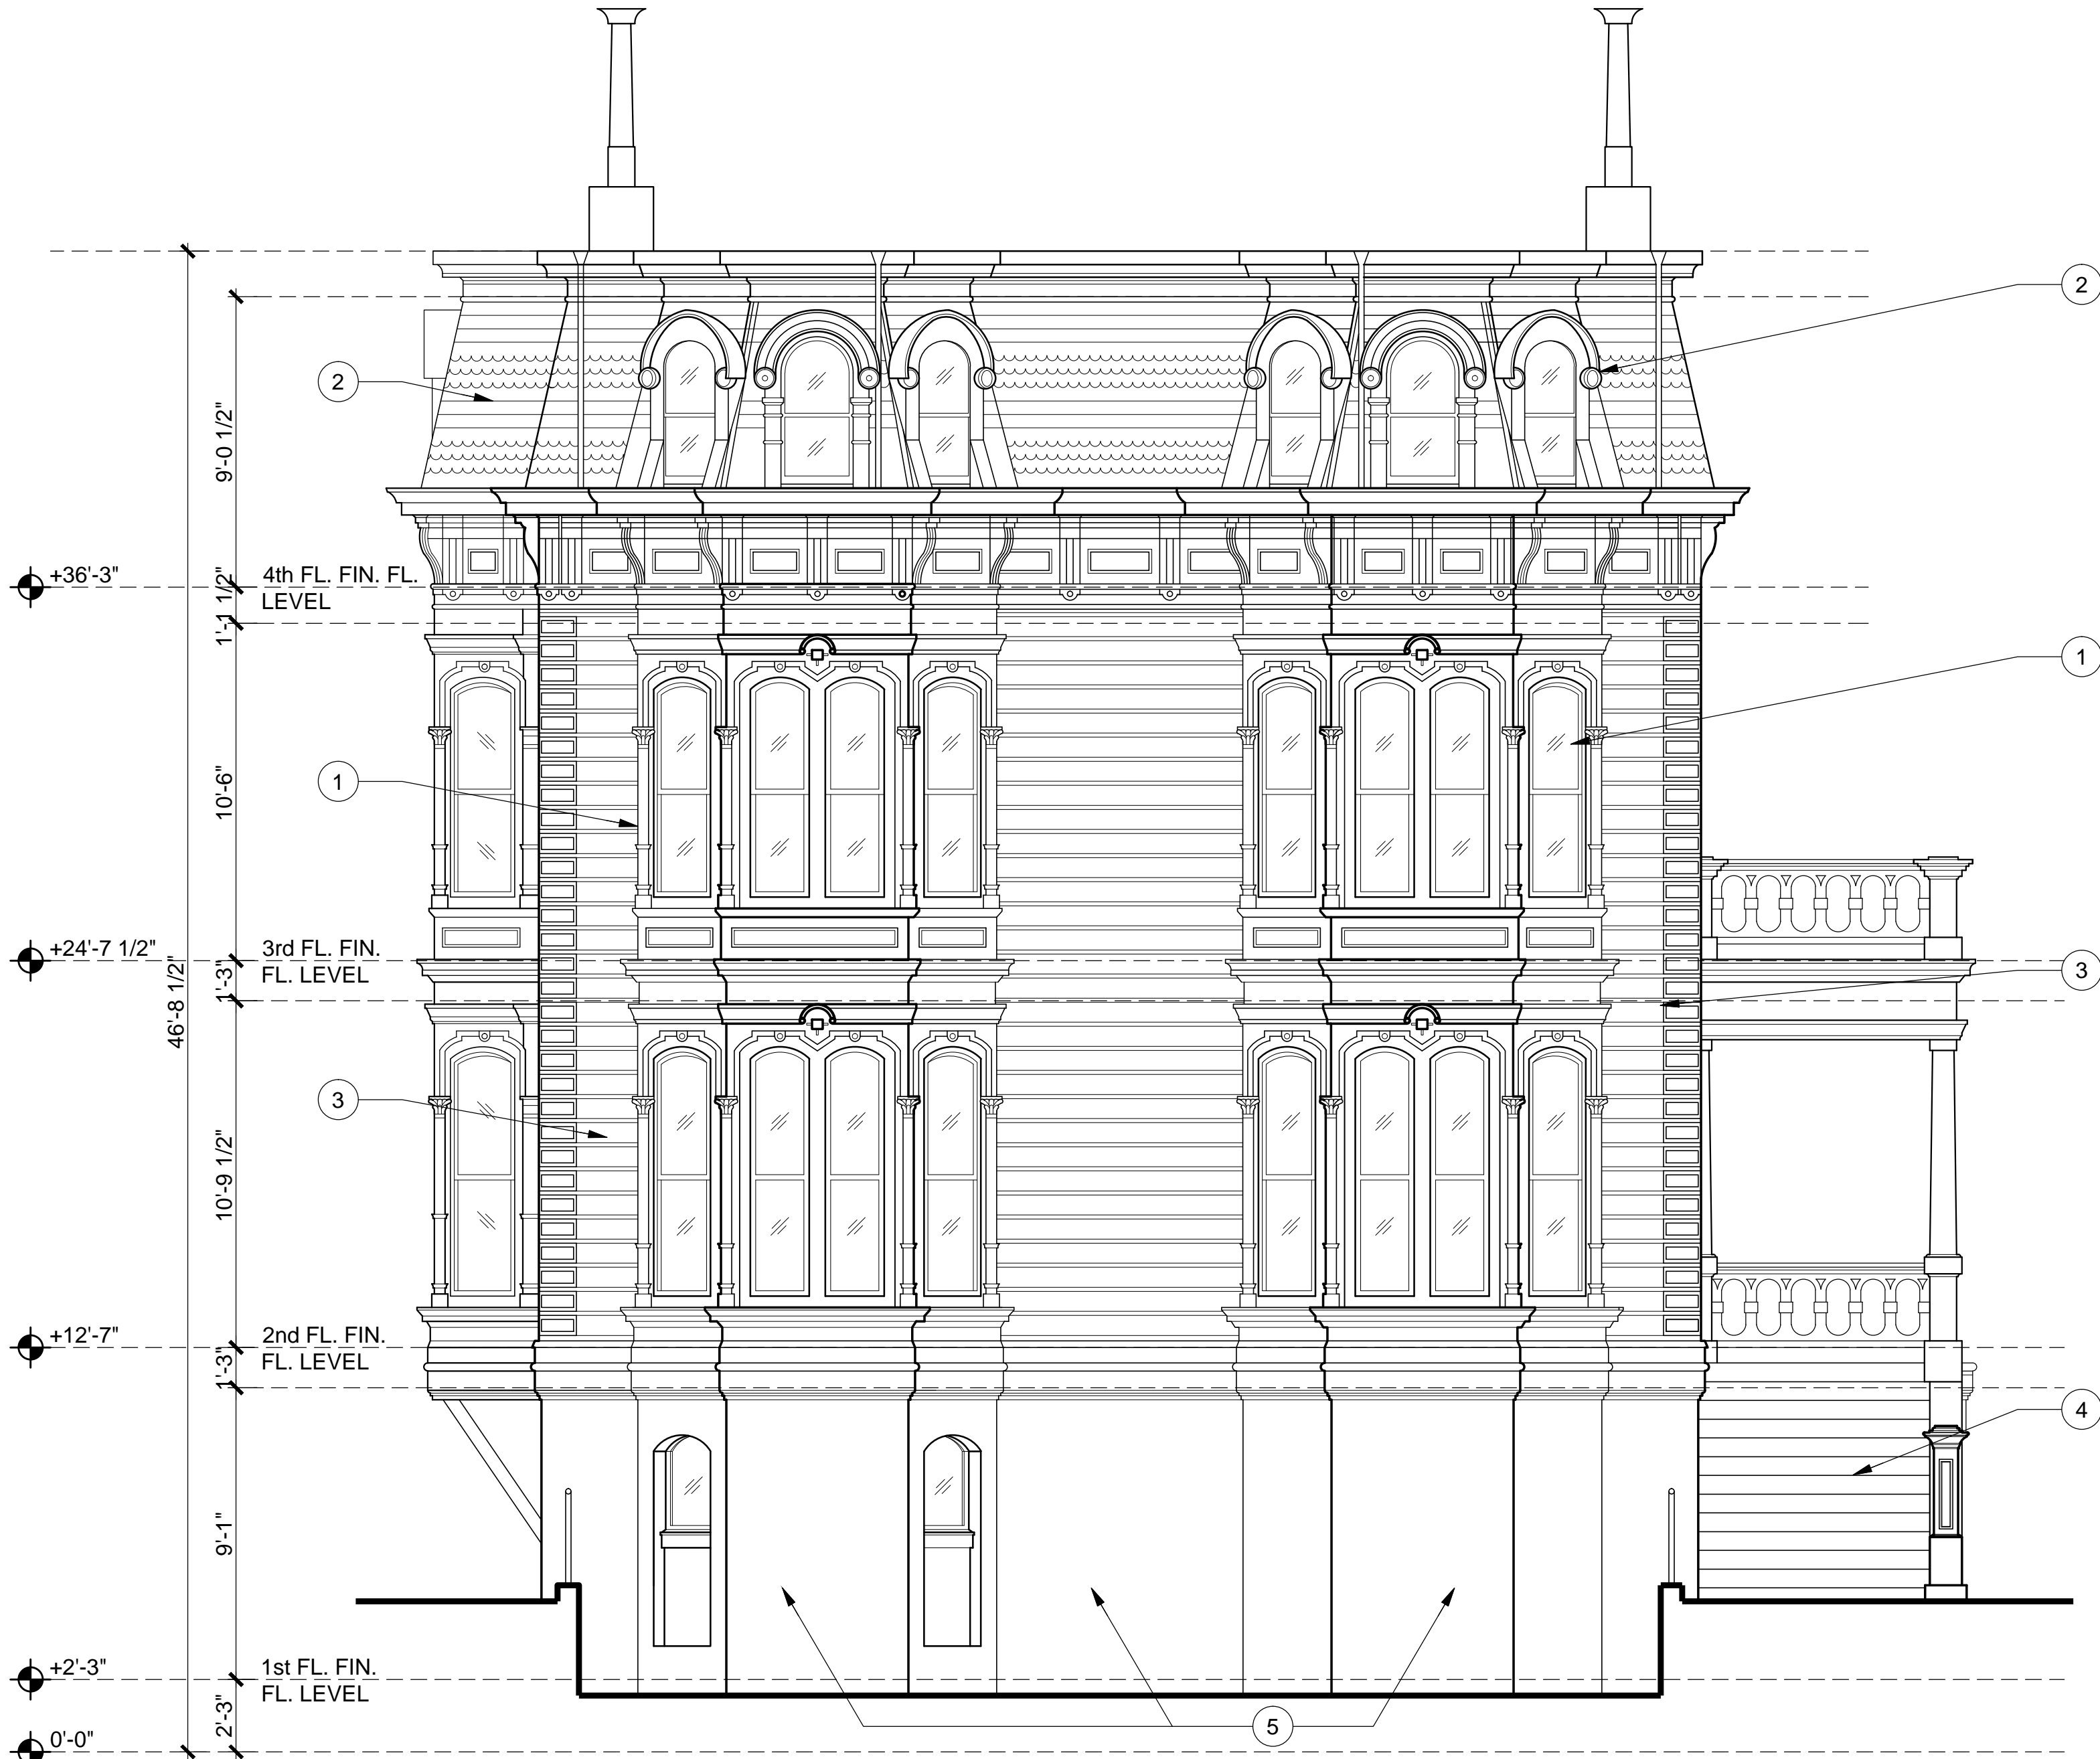 2
2
9'-0 1/2"
+36'-3"
4th FL. FIN. FL.
LEVEL
1'-1 1/2"
1
1
10'-6"
+24'-7 1/2"
3rd FL. FIN.
FL. LEVEL
1'-3"
46'-8 1/2"
3
3
10'-9 1/2"
+12'-7"
2nd FL. FIN.
FL. LEVEL
1'-3"
4
9'-1"
+2'-3"
1st FL. FIN.
FL. LEVEL
2'-3"
5
0'-0"